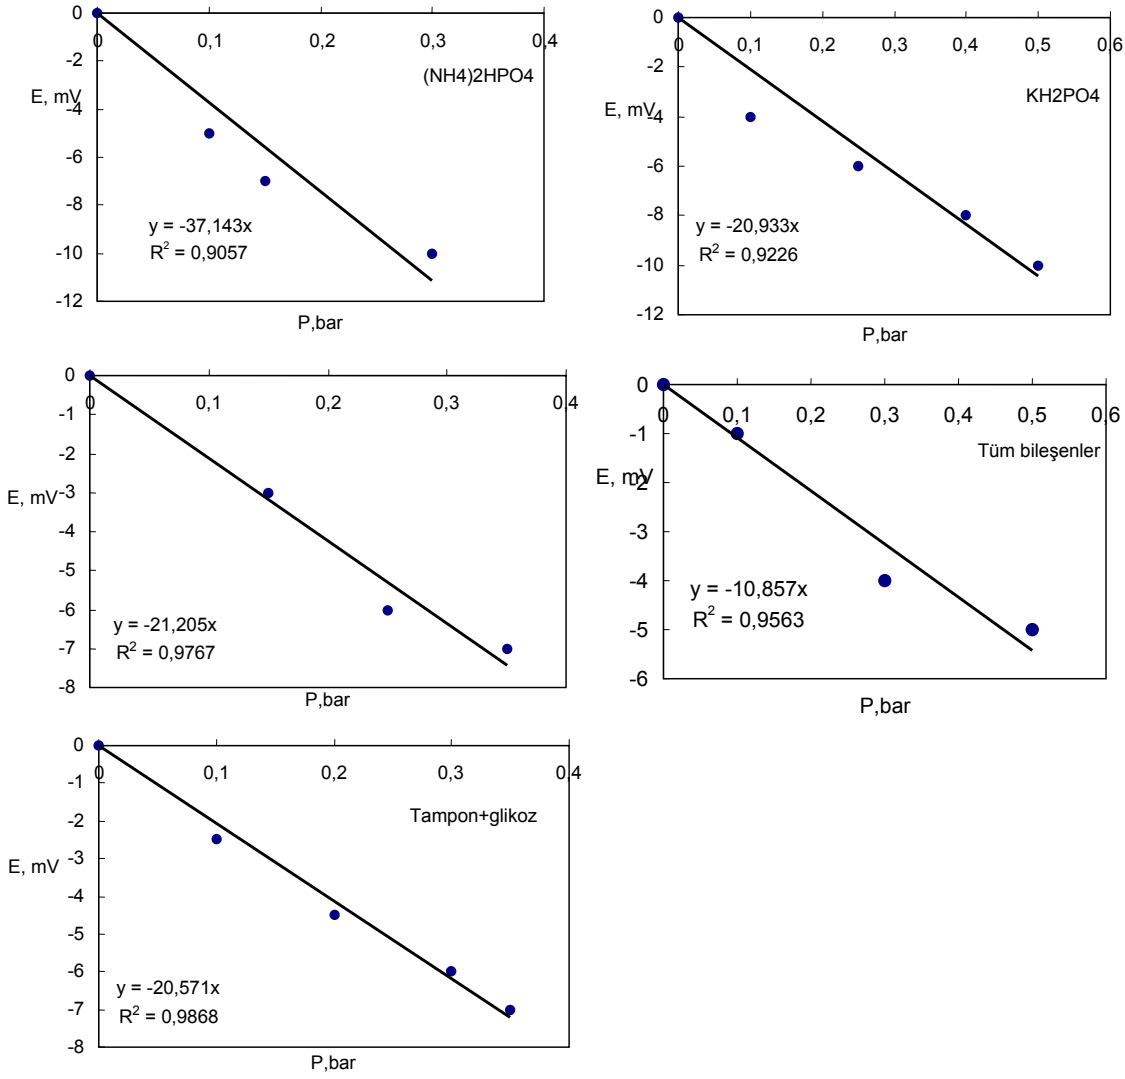 0
0
0,1
0,2
0,3
0,4
-2
-4
-6
-8
-10
-12
E, mV
(NH4)2HPO4
y = -37,143x
R² = 0,9057
P,bar
0
0
0,1
0,2
0,3
0,4
0,5
0,6
-2
-4
-6
-8
-10
-12
E, mV
KH2PO4
y = -20,933x
R² = 0,9226
P,bar
0
0
0,1
0,2
0,3
0,4
-1
-2
-3
-4
-5
-6
-7
-8
E, mV
y = -21,205x
R² = 0,9767
P,bar
0
0
0,1
0,2
0,3
0,4
0,5
0,6
-1
-2
-3
-4
-5
-6
E, mV
Tüm bileşenler
y = -10,857x
R² = 0,9563
P,bar
0
0
0,1
0,2
0,3
0,4
-1
-2
-3
-4
-5
-6
-7
-8
E, mV
Tampon+glikoz
y = -20,571x
R² = 0,9868
P,bar